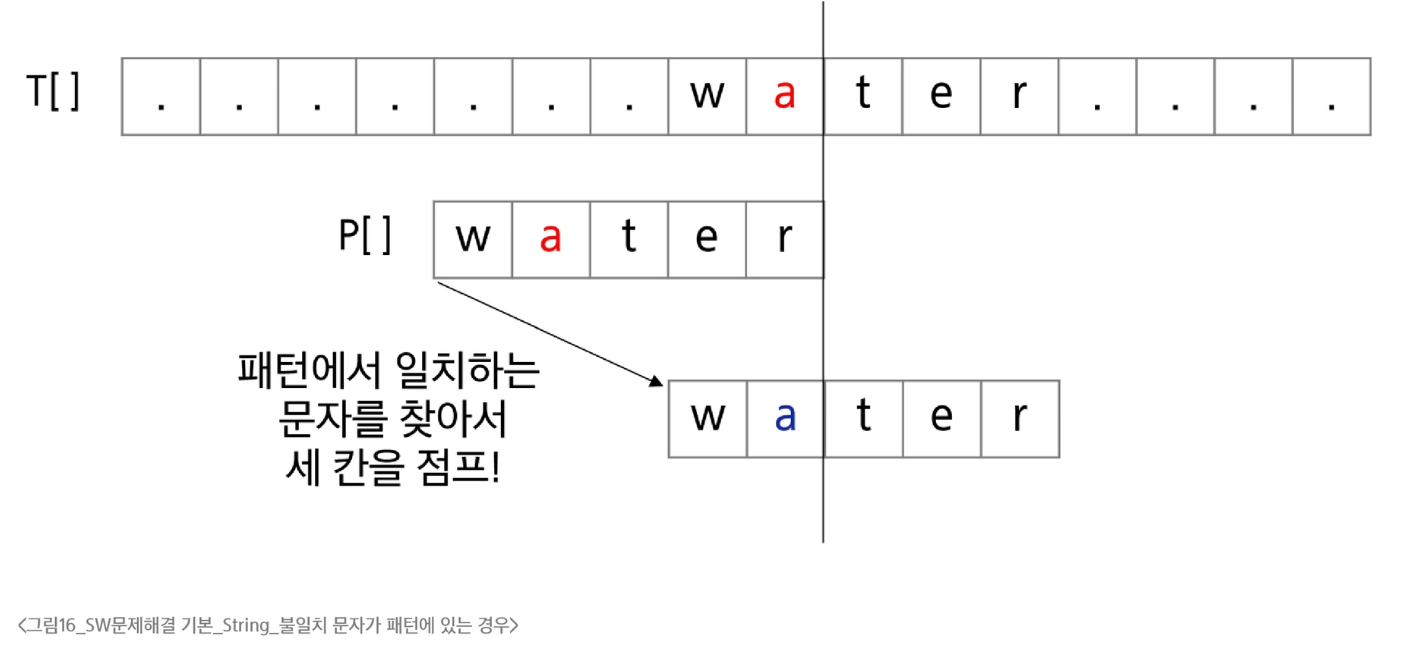 T[ ] . . . . . . . w a t e r . . . .
P[ ] w a t e r
패턴에서 일치하는
문자를 찾아서
세 칸을 점프!
w a t e r
<그림16_SW문제해결 기본_String_불일치 문자가 패턴에 있는 경우>